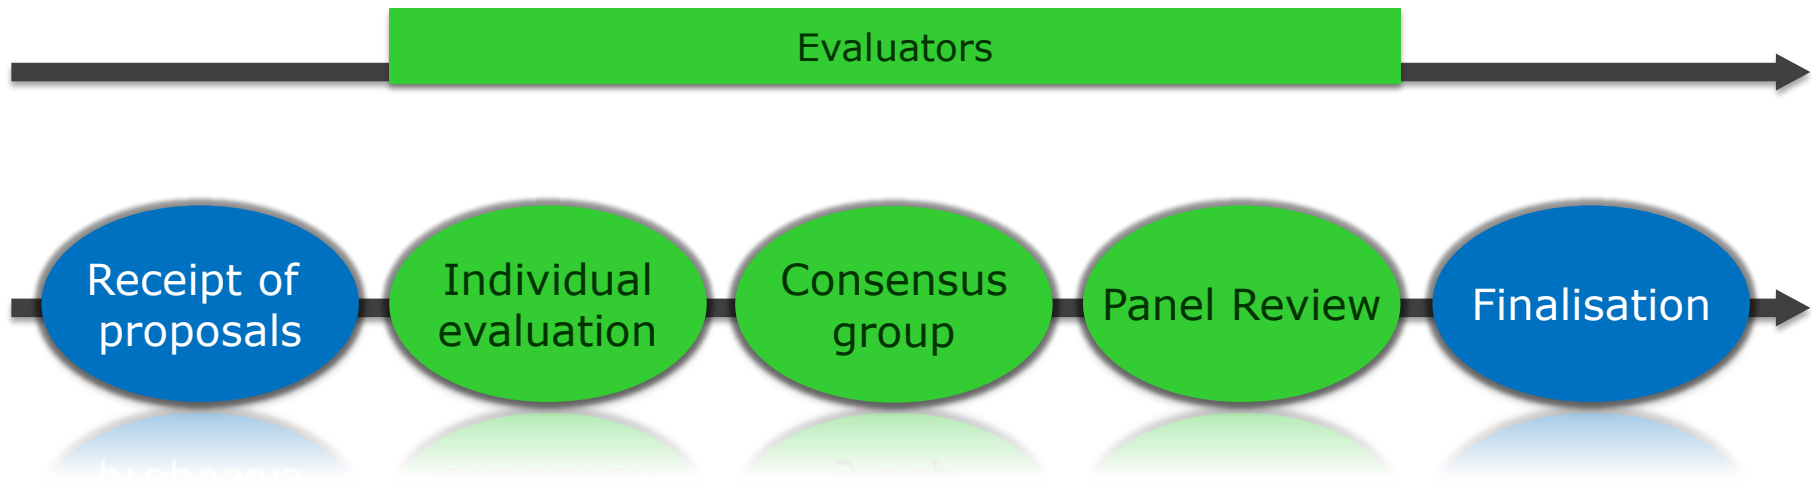 Evaluators
Receipt of
proposals
Individual
evaluation
Consensus
group
Panel Review
Finalisation